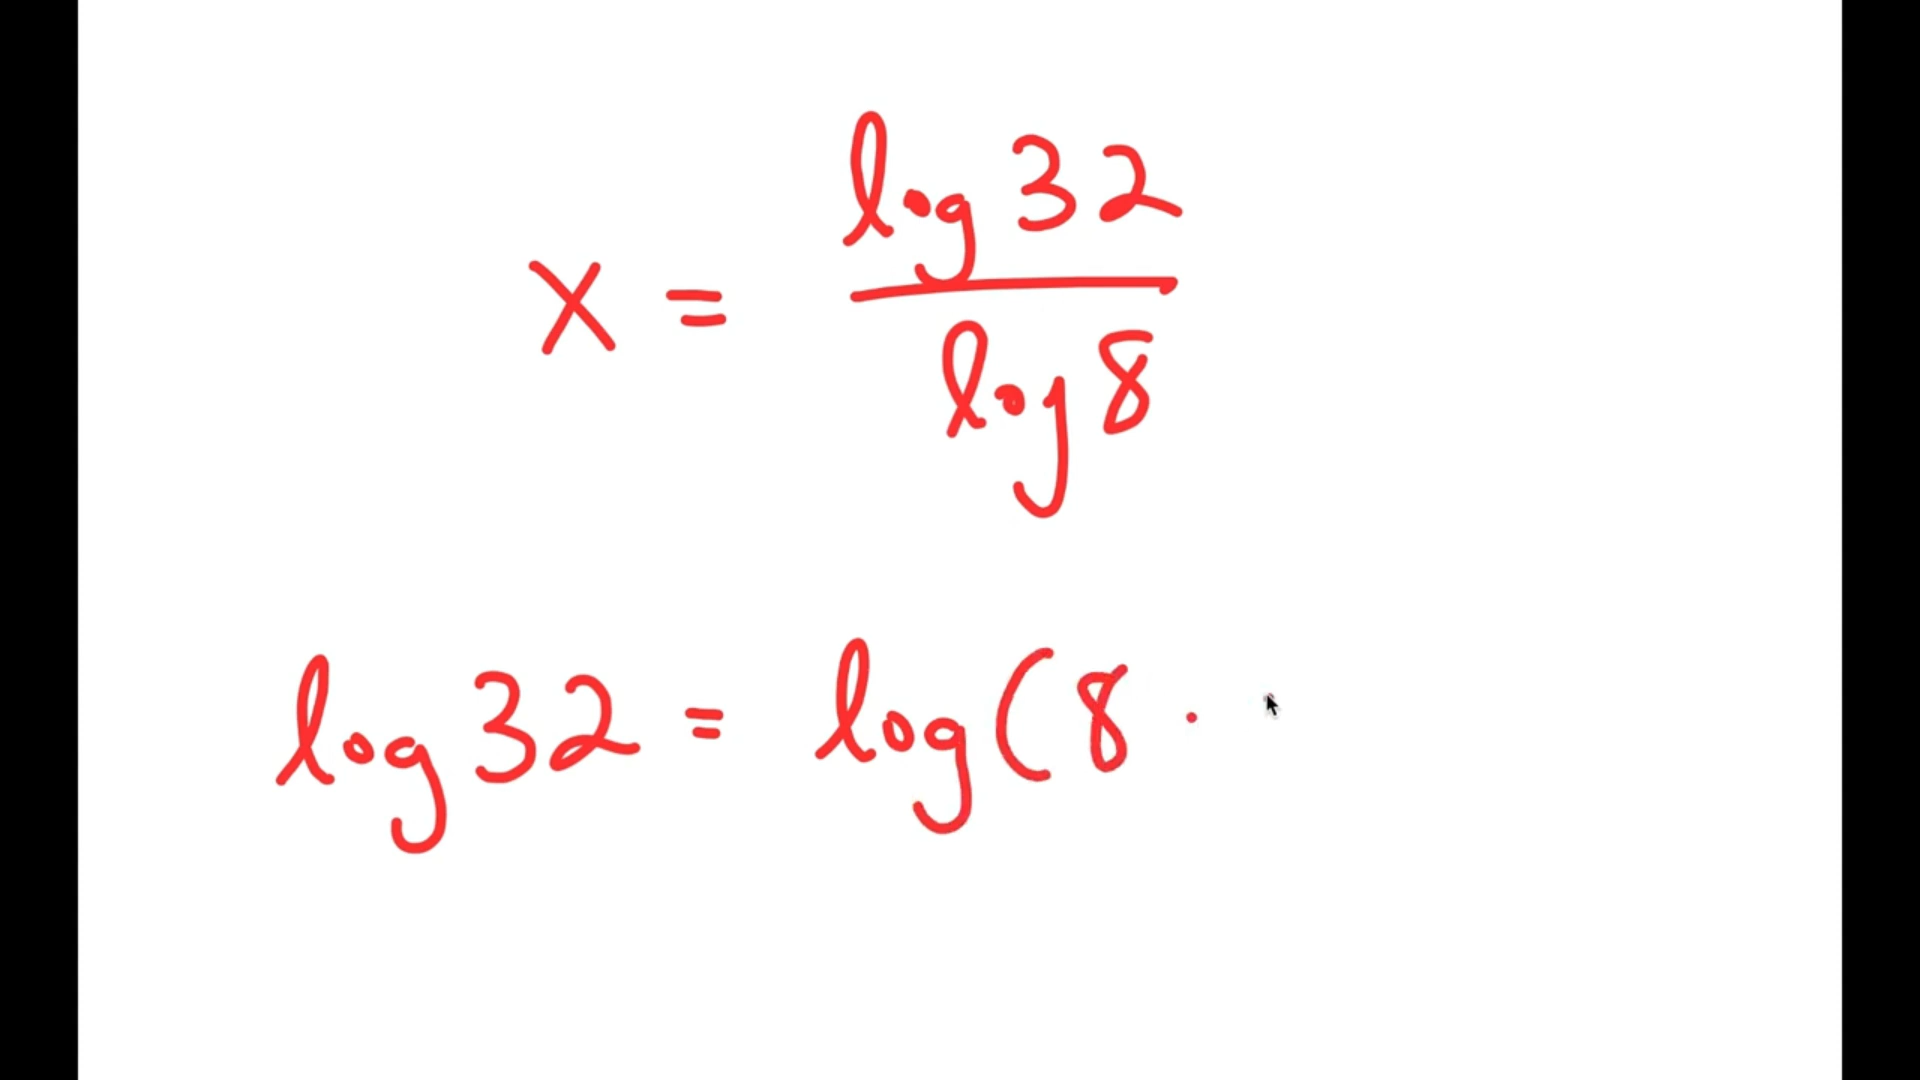 x = log 32 / log 8
log 32 = log(8 ·